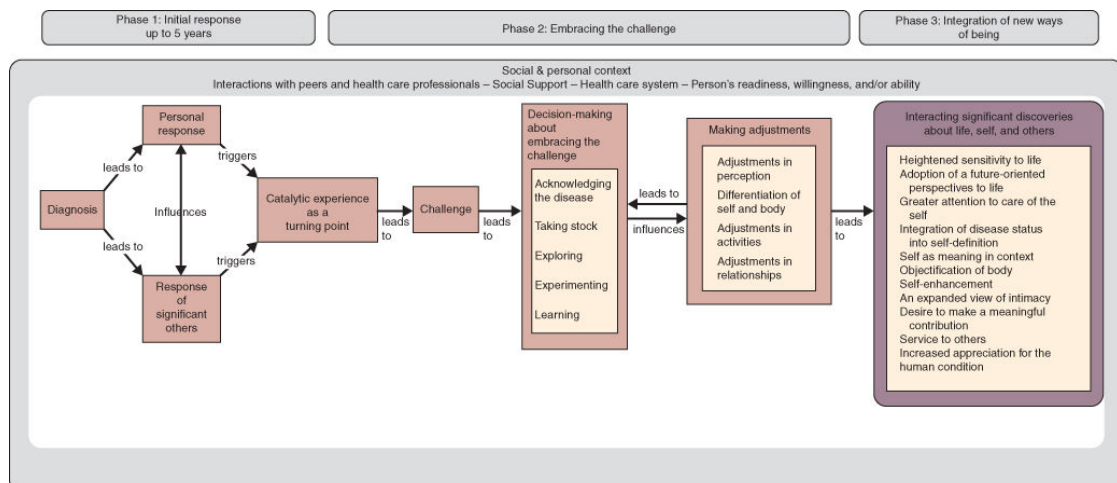 Phase 1: Initial response
up to 5 years
Phase 2: Embracing the challenge
Phase 3: Integration of new ways
of being
Social & personal context
Interactions with peers and health care professionals – Social Support – Health care system – Person's readiness, willingness, and/or ability
Personal
response
leads to
triggers
Diagnosis
Influences
leads to
triggers
Response
of
significant
others
Catalytic experience
as a
turning point
leads
to
Challenge
leads
to
Decision-making
about
embracing the
challenge
Acknowledging
the disease
Taking stock
Exploring
Experimenting
Learning
leads to
influences
Making adjustments
Adjustments in
perception
Differentiation of
self and body
Adjustments in
activities
Adjustments in
relationships
leads
to
Interacting significant discoveries
about life, self, and others
Heightened sensitivity to life
Adoption of a future-oriented
perspectives to life
Greater attention to care of the
self
Integration of disease status
into self-definition
Self as meaning in context
Objectification of body
Self-enhancement
An expanded view of intimacy
Desire to make a meaningful
contribution
Service to others
Increased appreciation for the
human condition